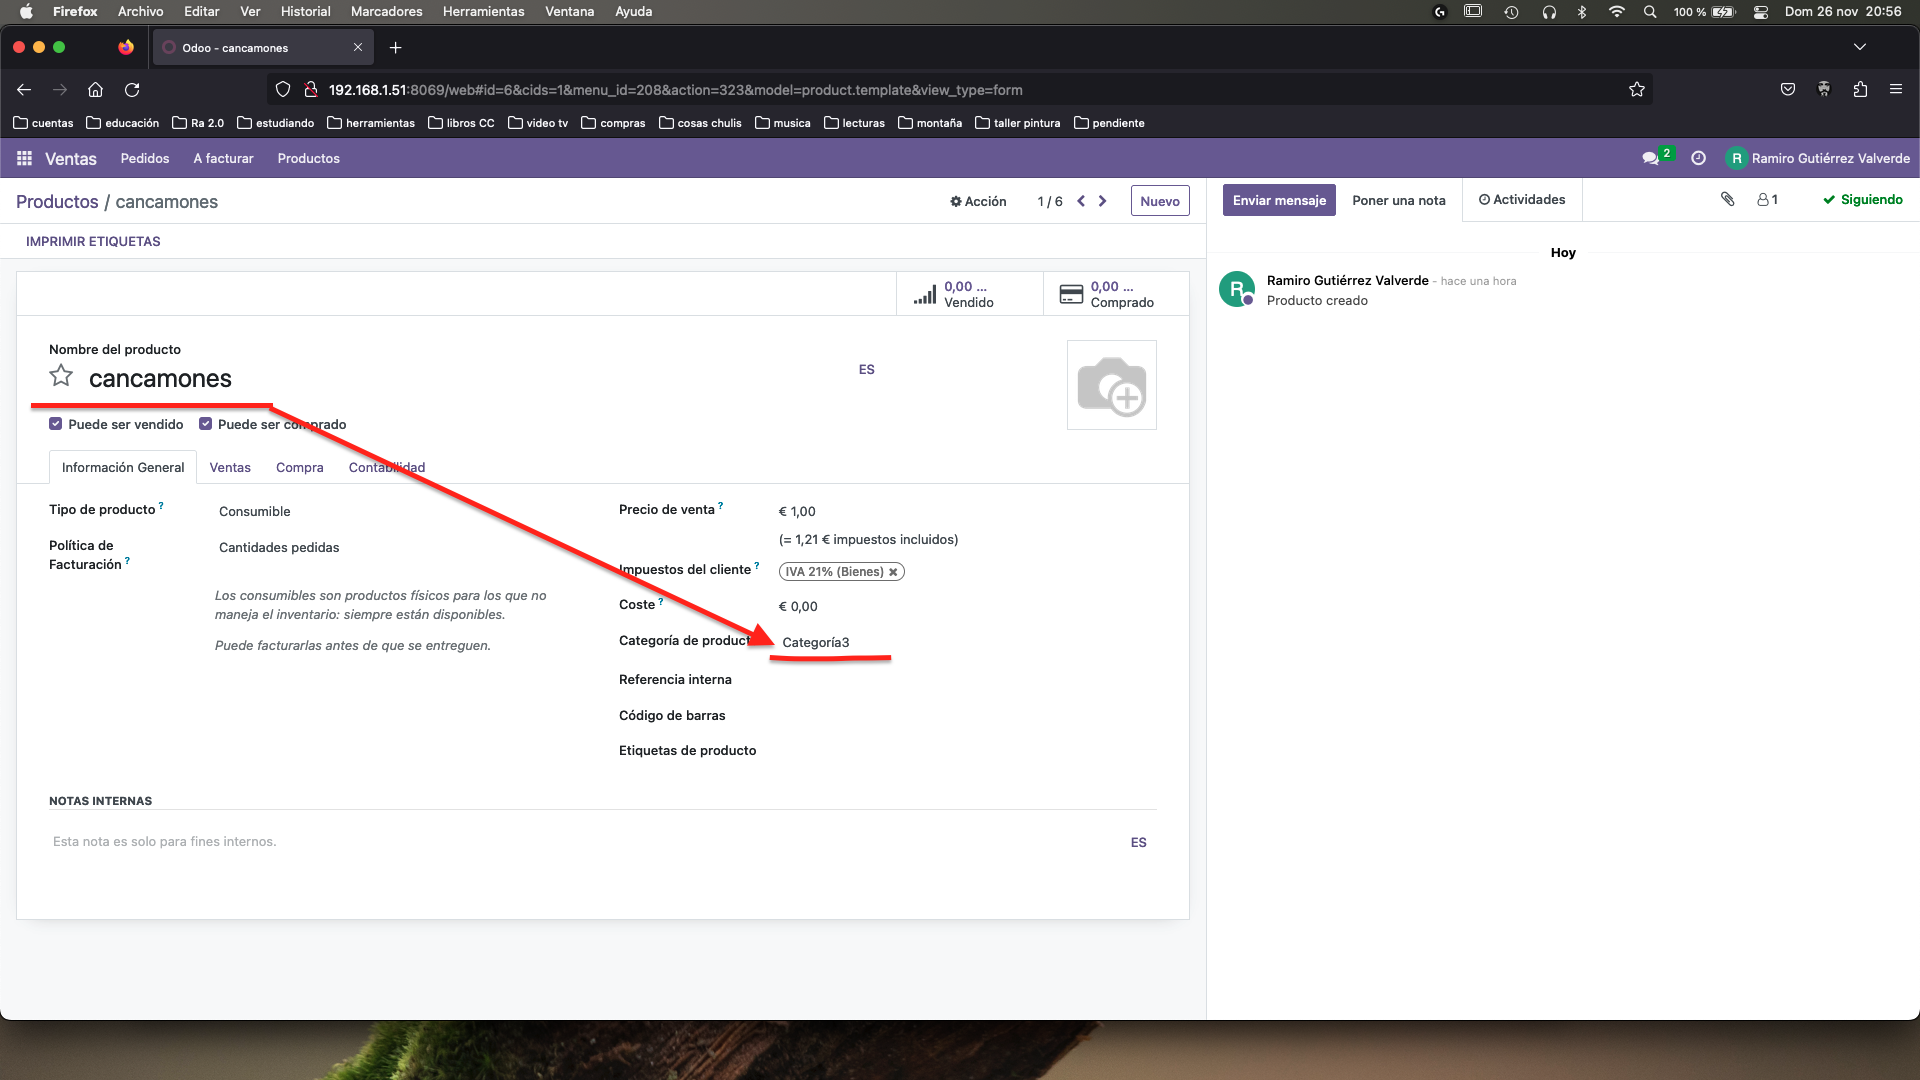 Firefox Archivo Editar Ver Historial Marcadores Herramientas Ventana Ayuda 100 % Dom 26 nov 20:56
Odoo - cancamones
192.168.1.51:8069/web#id=6&cids=1&menu_id=208&action=323&model=product.template&view_type=form
cuentas educación Ra 2.0 estudiando herramientas libros CC video tv compras cosas chulis musica lecturas montaña taller pintura pendiente
Ventas Pedidos A facturar Productos 2 R Ramiro Gutiérrez Valverde
Productos / cancamones Acción 1 / 6 Nuevo
Enviar mensaje Poner una nota Actividades 1 Siguiendo
IMPRIMIR ETIQUETAS
Hoy
0,00 ...
Vendido
0,00 ...
Comprado
R
Ramiro Gutiérrez Valverde - hace una hora
Producto creado
Nombre del producto
cancamones
ES
Puede ser vendido Puede ser comprado
Información General Ventas Compra Contabilidad
Tipo de producto ? Consumible
Política de
Facturación ?
Cantidades pedidas
Los consumibles son productos físicos para los que no
maneja el inventario: siempre están disponibles.
Puede facturarlas antes de que se entreguen.
Precio de venta ? € 1,00
(= 1,21 € impuestos incluidos)
Impuestos del cliente ? IVA 21% (Bienes)
Coste ? € 0,00
Categoría de product Categoría3
Referencia interna
Código de barras
Etiquetas de producto
NOTAS INTERNAS
Esta nota es solo para fines internos. ES